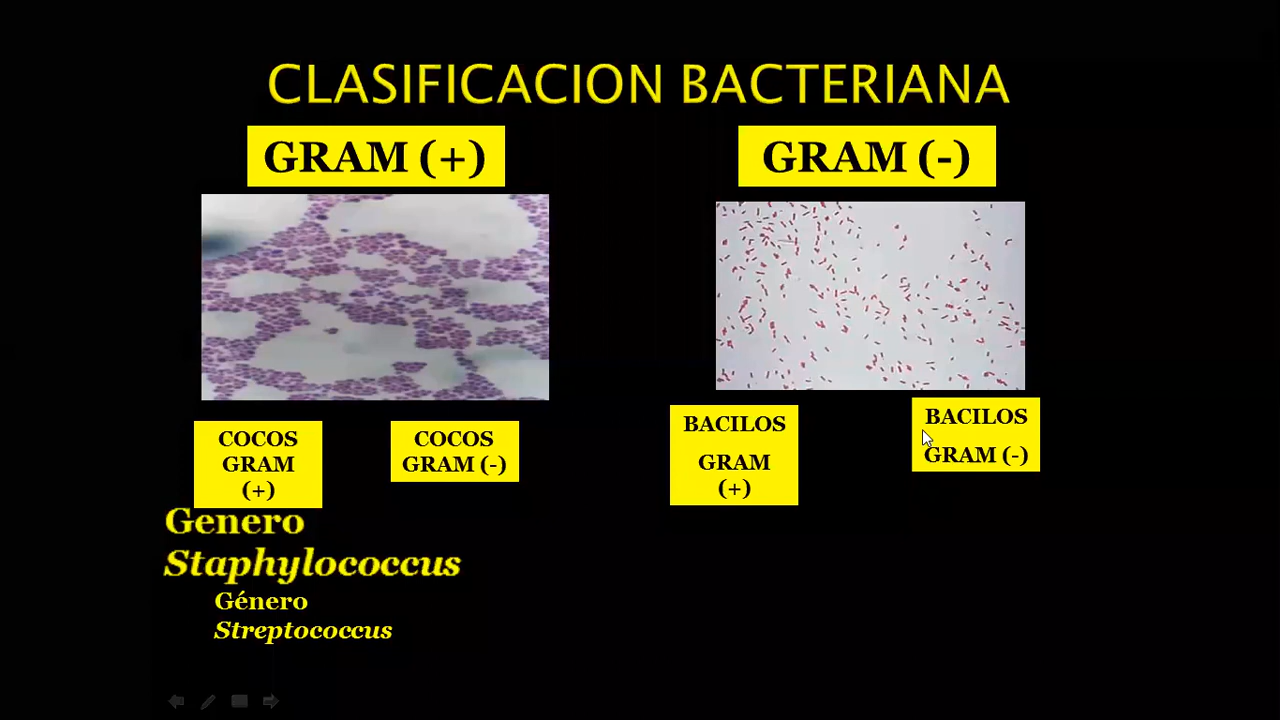 CLASIFICACION BACTERIANA
GRAM (+)
GRAM (-)
COCOS
GRAM
(+)
COCOS
GRAM (-)
BACILOS
GRAM
(+)
BACILOS
GRAM (-)
Genero
Staphylococcus
Género
Streptococcus